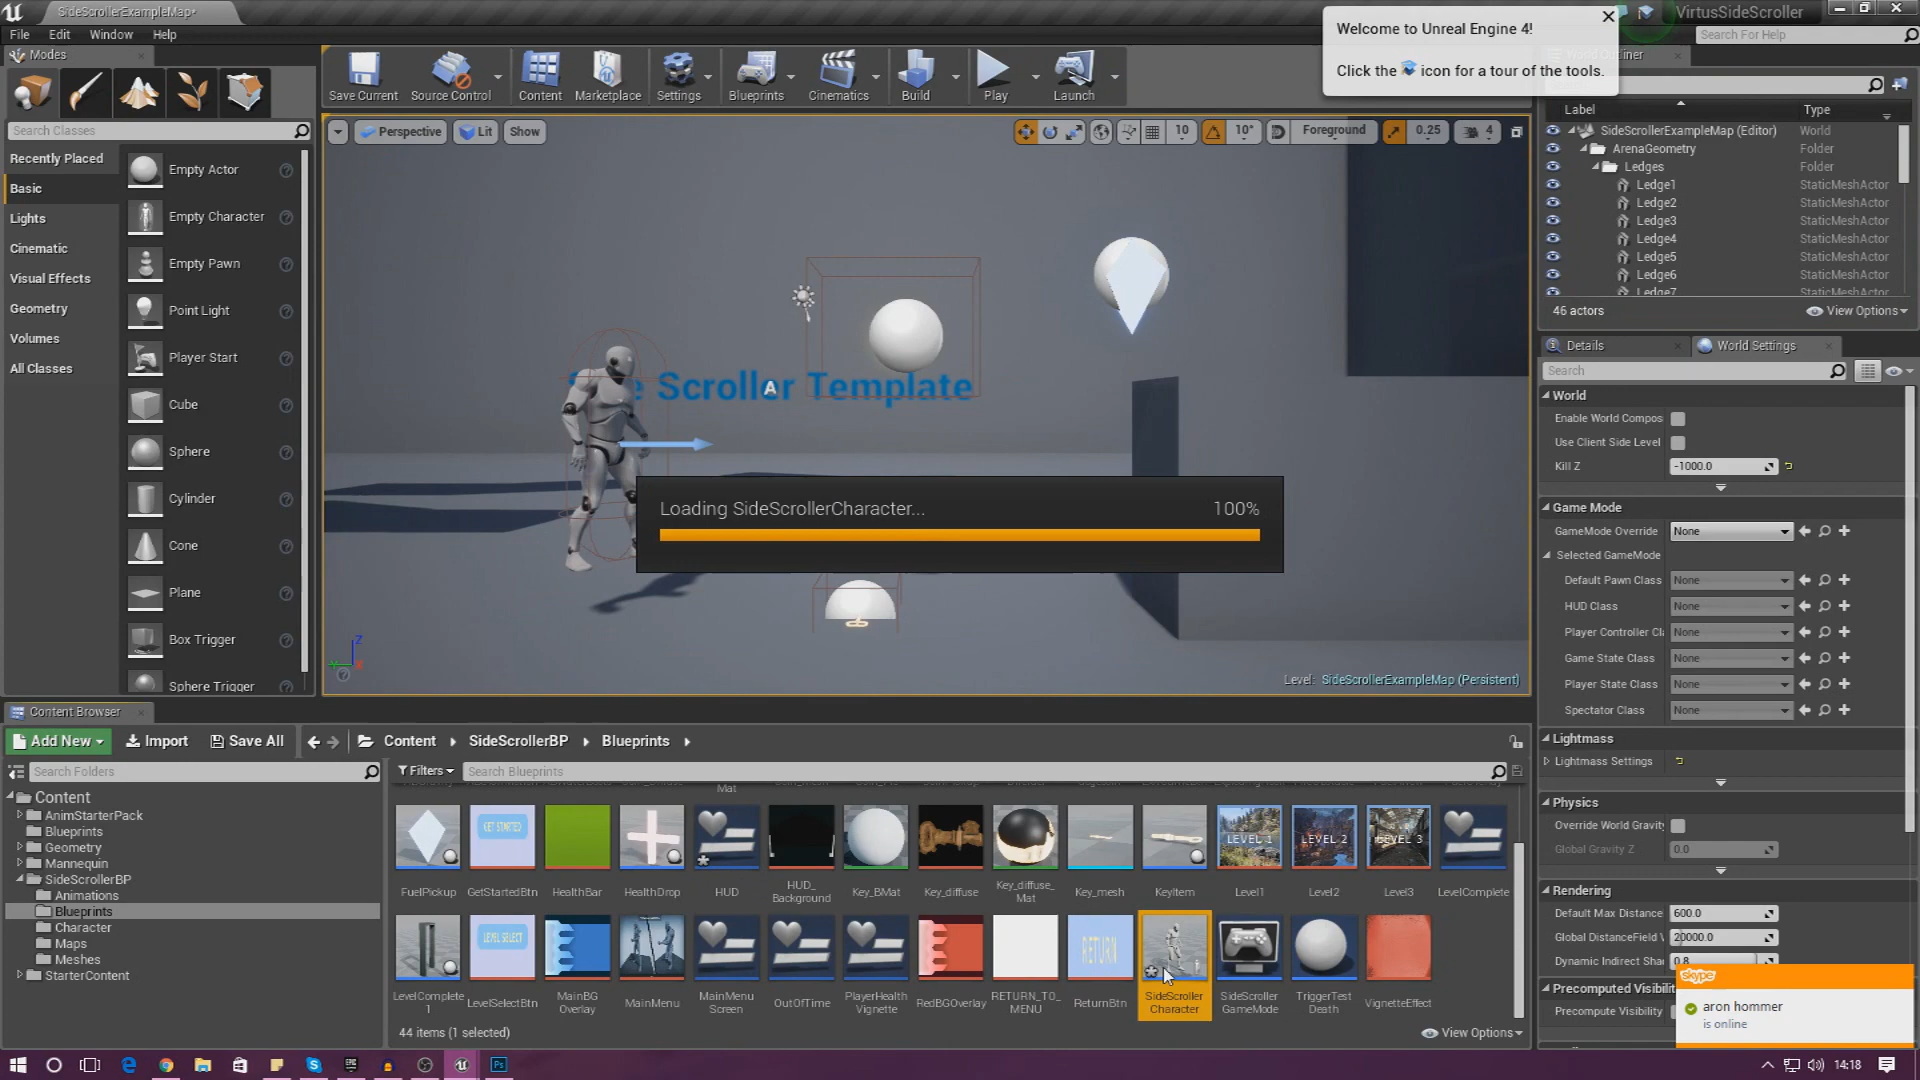 SideScrollerExampleMap*
VirtusSideScroller
File Edit Window Help
Search For Help
Welcome to Unreal Engine 4!
Click the icon for a tour of the tools.
Modes
World Outliner
Save Current
Source Control
Content
Marketplace
Settings
Blueprints
Cinematics
Build
Play
Launch
Search Classes
Recently Placed
Basic
Lights
Cinematic
Visual Effects
Geometry
Volumes
All Classes
Empty Actor
Empty Character
Empty Pawn
Point Light
Player Start
Cube
Sphere
Cylinder
Cone
Plane
Box Trigger
Sphere Trigger
Perspective Lit Show
10 10° Foreground 0.25 4
Scroller Template
A
Loading SideScrollerCharacter... 100%
Level: SideScrollerExampleMap (Persistent)
Label Type
SideScrollerExampleMap (Editor) World
ArenaGeometry Folder
Ledges Folder
Ledge1 StaticMeshActor
Ledge2 StaticMeshActor
Ledge3 StaticMeshActor
Ledge4 StaticMeshActor
Ledge5 StaticMeshActor
Ledge6 StaticMeshActor
Ledge7 StaticMeshActor
46 actors View Options
Details World Settings
Search
World
Enable World Compos
Use Client Side Level
Kill Z -1000.0
Game Mode
GameMode Override None
Selected GameMode
Default Pawn Class None
HUD Class None
Player Controller Cl None
Game State Class None
Player State Class None
Spectator Class None
Lightmass
Lightmass Settings
Physics
Override World Gravity
Global Gravity Z 0.0
Rendering
Default Max Distance 600.0
Global DistanceField V 20000.0
Dynamic Indirect Sha 0.8
Precomputed Visibili
Precompute Visibility
skype
aron hommer
is online
Content Browser
Add New Import Save All Content SideScrollerBP Blueprints
Search Folders
Filters Search Blueprints
Content
AnimStarterPack
Blueprints
Geometry
Mannequin
SideScrollerBP
Animations
Blueprints
Character
Maps
Meshes
StarterContent
Mat
GET STARTED
LEVEL 1
LEVEL 2
LEVEL 3
FuelPickup
GetStartedBtn
HealthBar
HealthDrop
HUD
HUD_
Background
Key_BMat
Key_diffuse
Key_diffuse_
Mat
Key_mesh
KeyItem
Level1
Level2
Level3
LevelComplete
LEVEL SELECT
RETURN
LevelComplete
1
LevelSelectBtn
MainBG
Overlay
MainMenu
MainMenu
Screen
OutOfTime
PlayerHealth
Vignette
RedBGOverlay
RETURN_TO_
MENU
ReturnBtn
SideScroller
Character
SideScroller
GameMode
TriggerTest
Death
VignetteEffect
44 items (1 selected) View Options
14:18